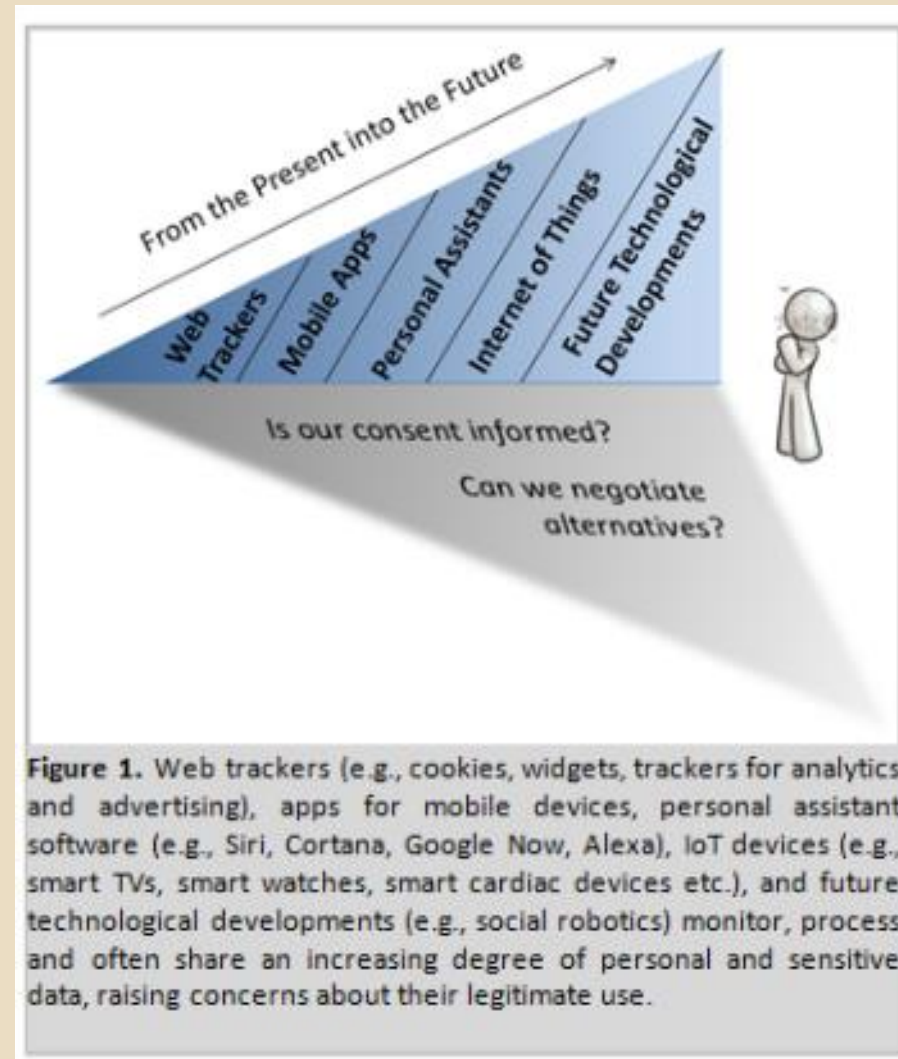 From the Present into the Future
Web
Trackers
Mobile Apps
Personal Assistants
Internet of Things
Future Technological
Developments
Is our consent informed?
Can we negotiate
alternatives?
Figure 1. Web trackers (e.g., cookies, widgets, trackers for analytics
and advertising), apps for mobile devices, personal assistant
software (e.g., Siri, Cortana, Google Now, Alexa), IoT devices (e.g.,
smart TVs, smart watches, smart cardiac devices etc.), and future
technological developments (e.g., social robotics) monitor, process
and often share an increasing degree of personal and sensitive
data, raising concerns about their legitimate use.